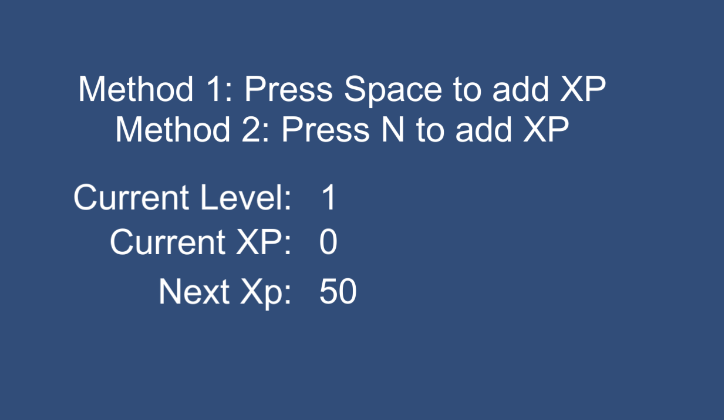 Method 1: Press Space to add XP
Method 2: Press N to add XP
Current Level: 1
Current XP: 0
Next Xp: 50